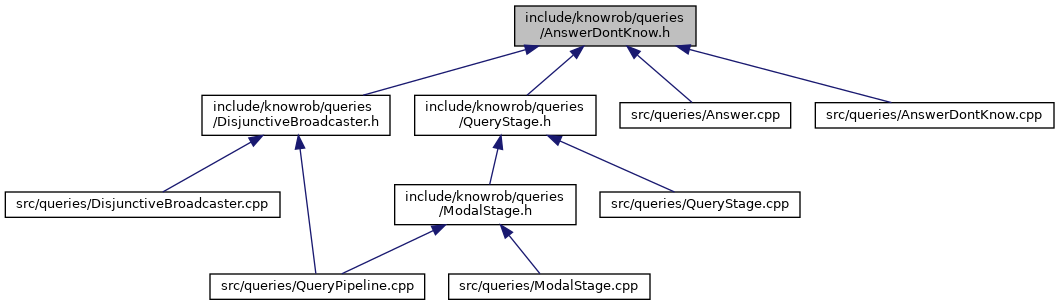 include/knowrob/queries
/AnswerDontKnow.h
include/knowrob/queries
/DisjunctiveBroadcaster.h
include/knowrob/queries
/QueryStage.h
src/queries/Answer.cpp
src/queries/AnswerDontKnow.cpp
src/queries/DisjunctiveBroadcaster.cpp
include/knowrob/queries
/ModalStage.h
src/queries/QueryStage.cpp
src/queries/QueryPipeline.cpp
src/queries/ModalStage.cpp